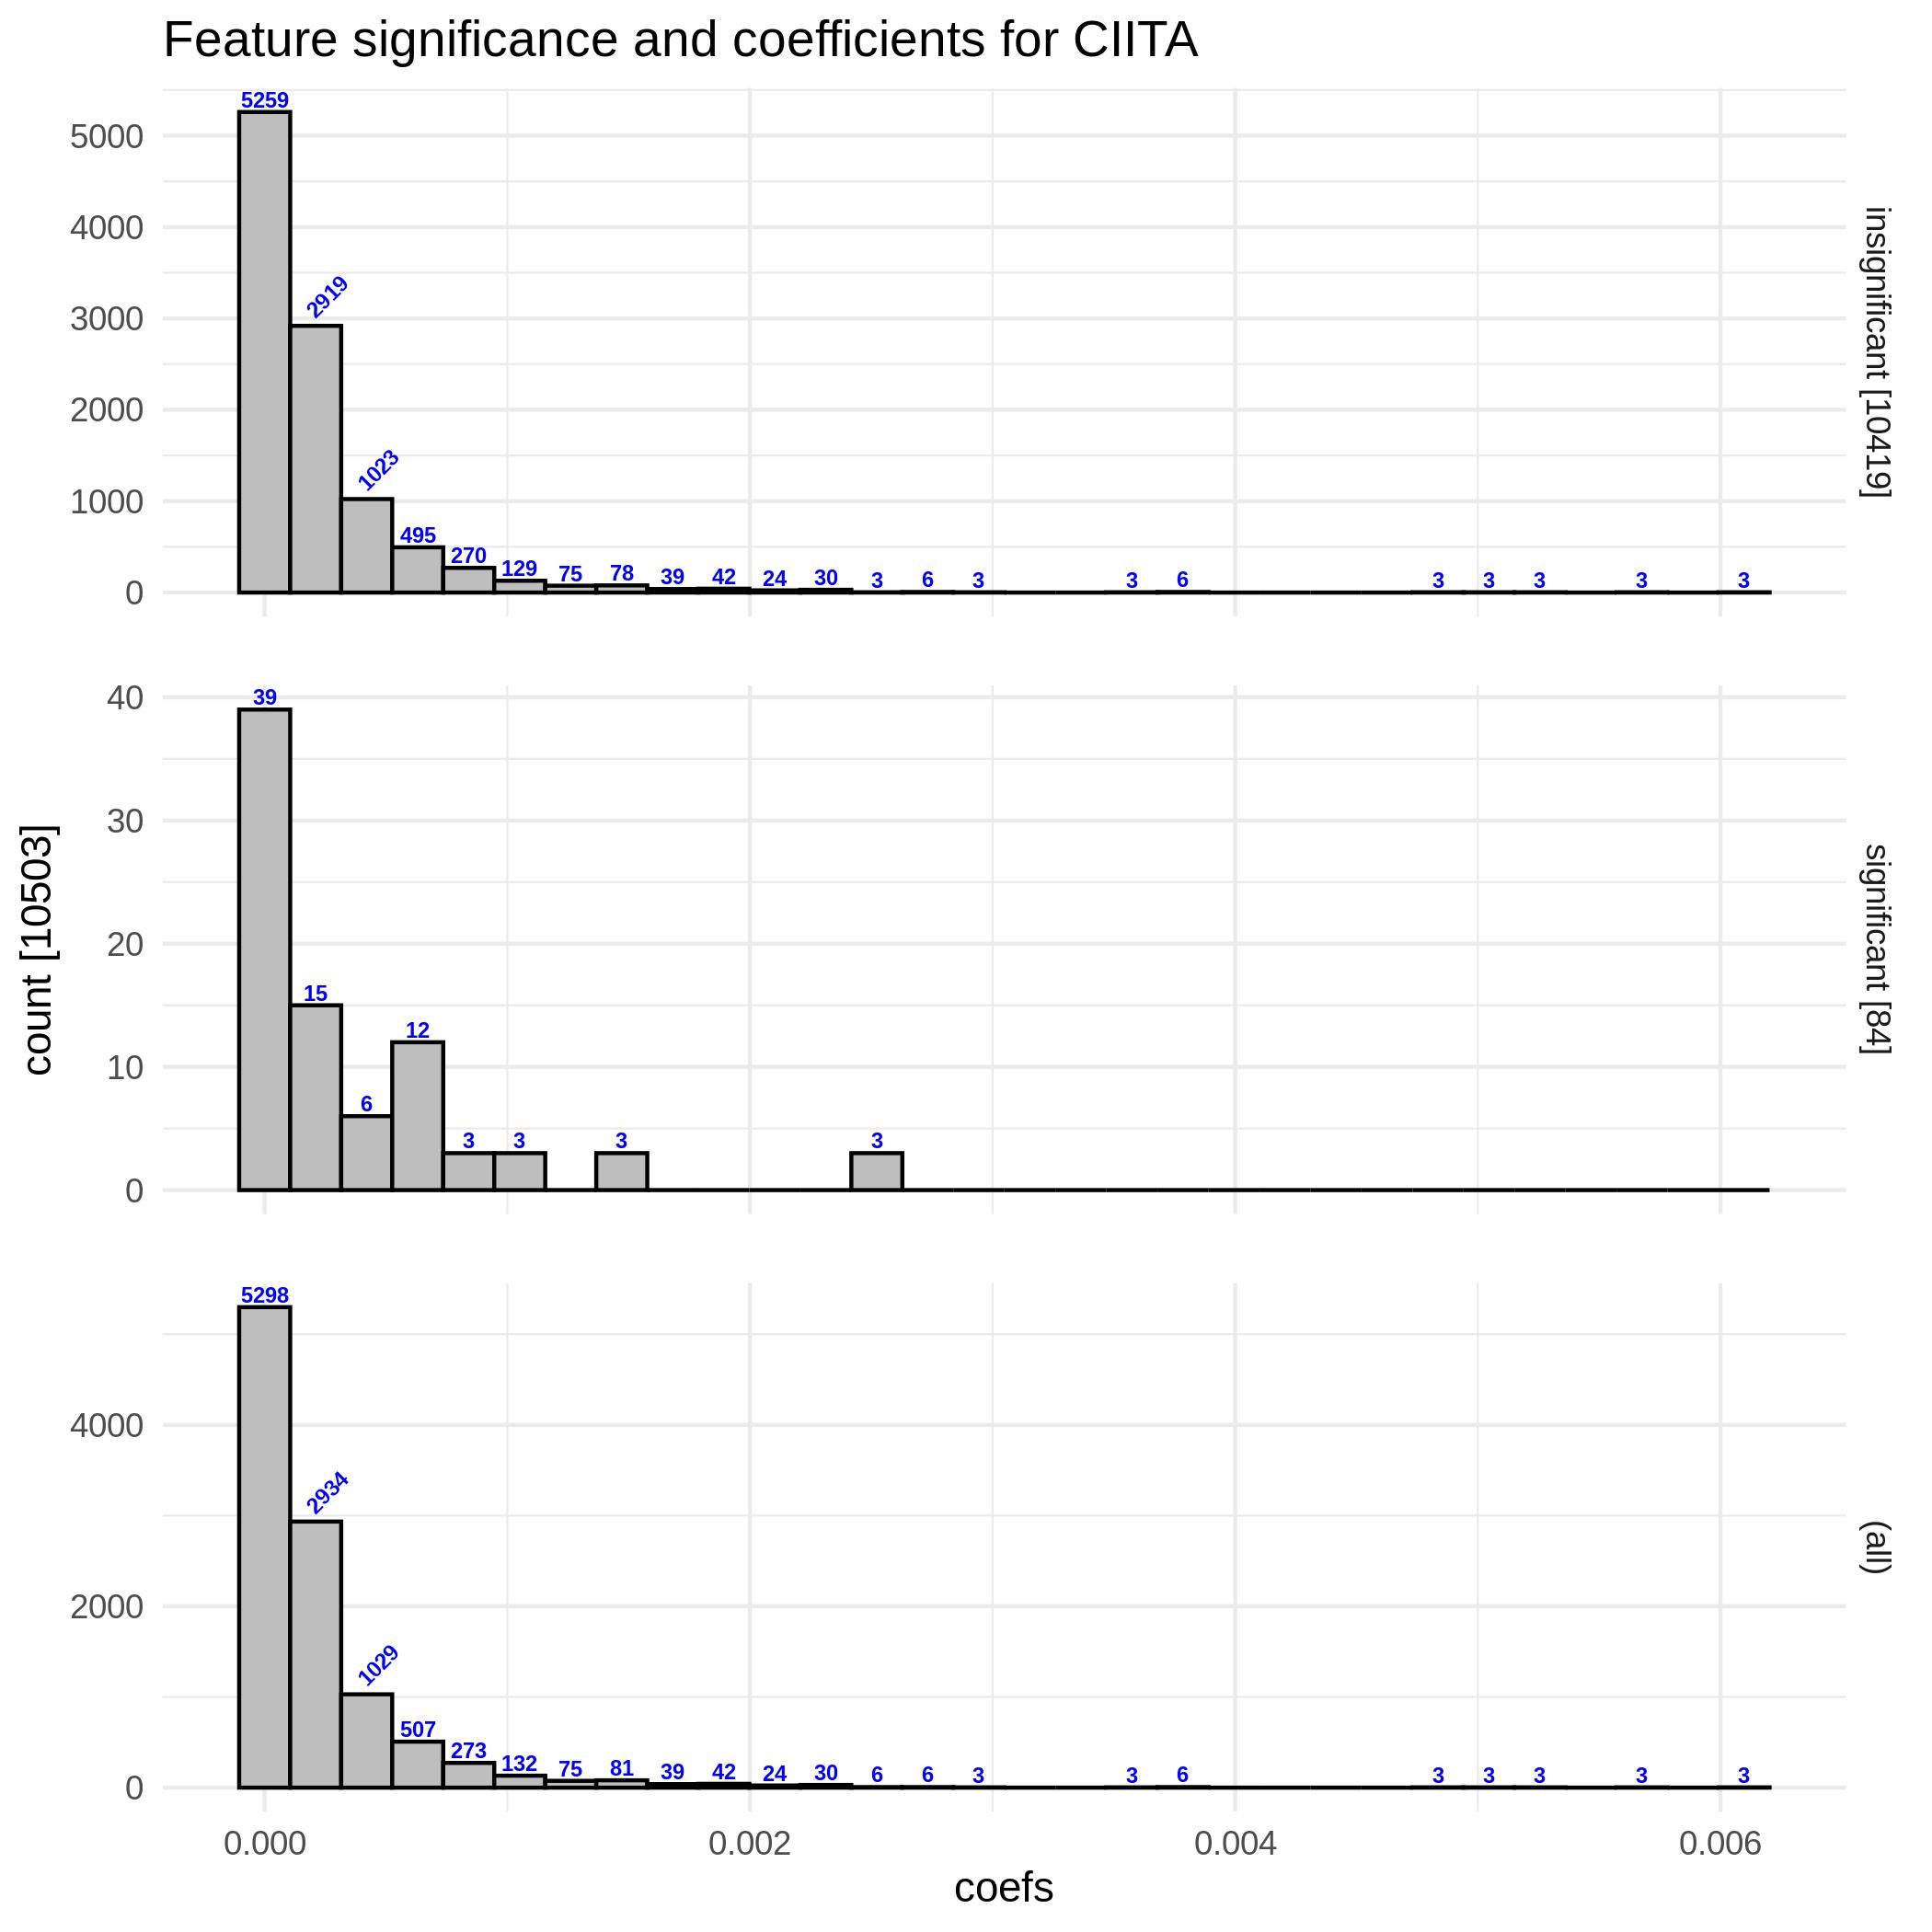 Feature significance and coefficients for CIITA
5259
2919
1023
495 270 129 75 78 39 42 24 30 3 6 3 3 6 3 3 3 3 3
5000
4000
3000
2000
1000
0
insignificant [10419]
39
15
6
12
3 3 3 3
40
30
20
10
0
significant [84]
count [10503]
5298
2934
1029
507 273 132 75 81 39 42 24 30 6 6 3 3 6 3 3 3 3 3
4000
2000
0
(all)
0.000 0.002 0.004 0.006
coefs